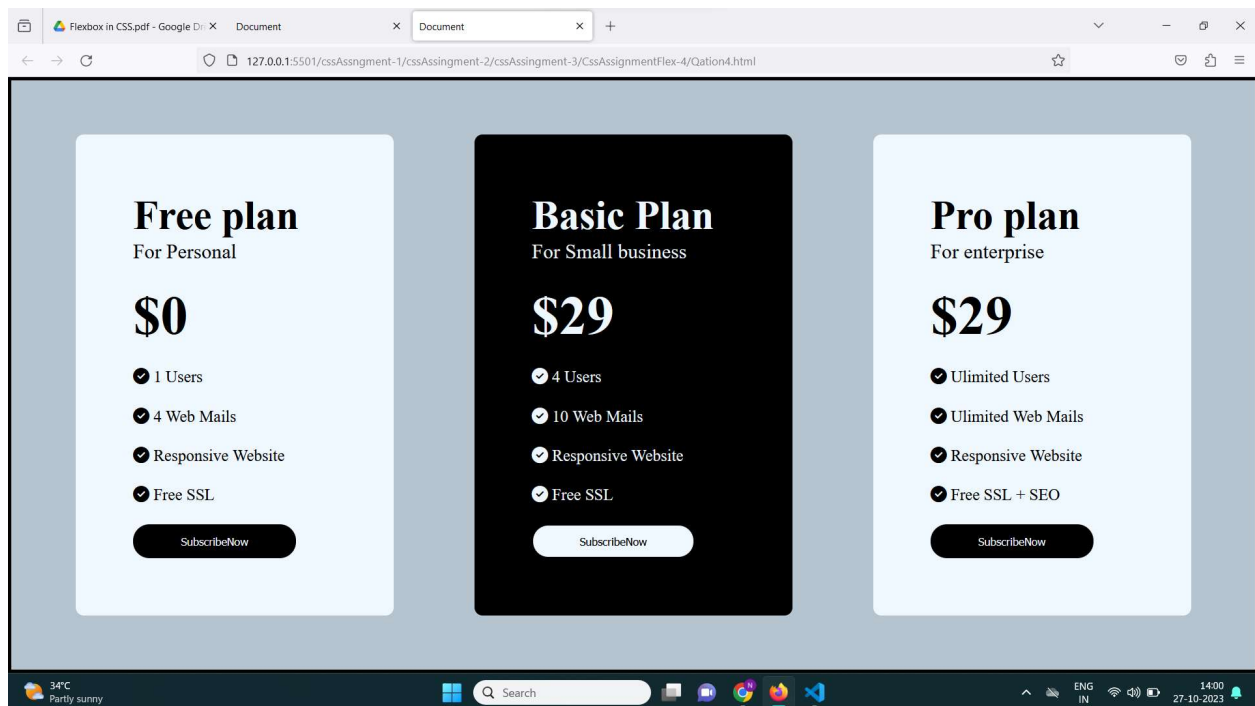 Flexbox in CSS.pdf - Google Dri
Document
Document
127.0.0.1:5501/cssAssngment-1/cssAssingment-2/cssAssingment-3/CssAssignmentFlex-4/Qation4.html
Free plan
For Personal
$0
1 Users
4 Web Mails
Responsive Website
Free SSL
SubscribeNow
Basic Plan
For Small business
$29
4 Users
10 Web Mails
Responsive Website
Free SSL
SubscribeNow
Pro plan
For enterprise
$29
Ulimited Users
Ulimited Web Mails
Responsive Website
Free SSL + SEO
SubscribeNow
34°C
Partly sunny
Search
ENG
IN
14:00
27-10-2023